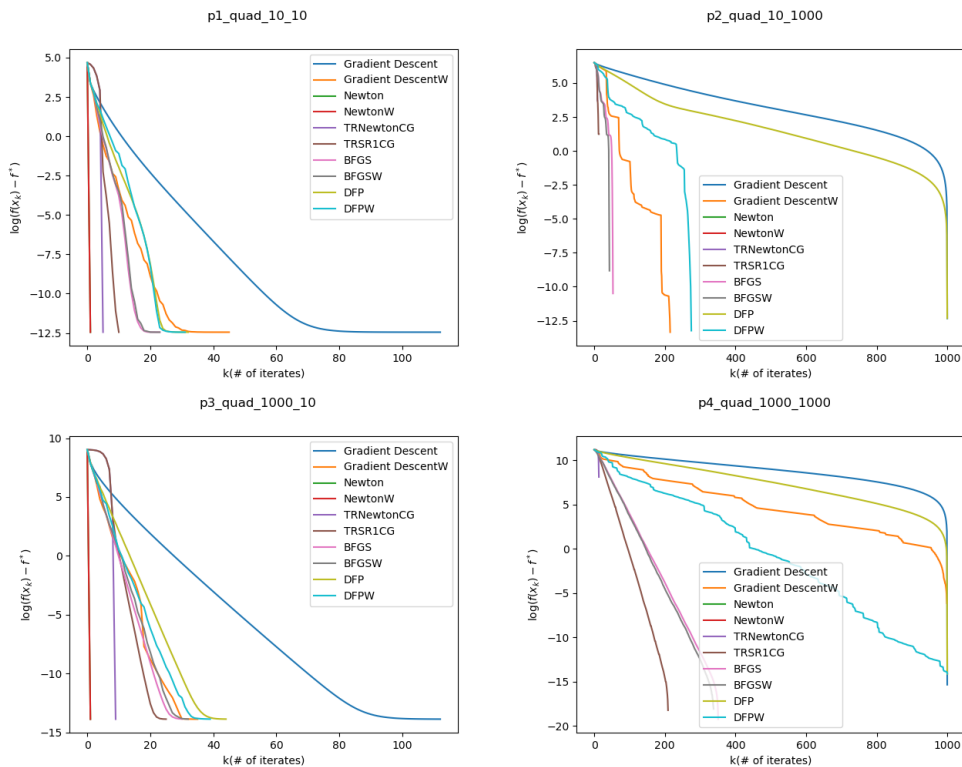 p1_quad_10_10
5.0
2.5
0.0
−2.5
−5.0
−7.5
−10.0
−12.5
log(f(x_k) − f*)
0
20
40
60
80
100
k(# of iterates)
Gradient Descent
Gradient DescentW
Newton
NewtonW
TRNewtonCG
TRSR1CG
BFGS
BFGSW
DFP
DFPW
p2_quad_10_1000
5.0
2.5
0.0
−2.5
−5.0
−7.5
−10.0
−12.5
log(f(x_k) − f*)
0
200
400
600
800
1000
k(# of iterates)
Gradient Descent
Gradient DescentW
Newton
NewtonW
TRNewtonCG
TRSR1CG
BFGS
BFGSW
DFP
DFPW
p3_quad_1000_10
10
5
0
−5
−10
−15
log(f(x_k) − f*)
0
20
40
60
80
100
k(# of iterates)
Gradient Descent
Gradient DescentW
Newton
NewtonW
TRNewtonCG
TRSR1CG
BFGS
BFGSW
DFP
DFPW
p4_quad_1000_1000
10
5
0
−5
−10
−15
−20
log(f(x_k) − f*)
0
200
400
600
800
1000
k(# of iterates)
Gradient Descent
Gradient DescentW
Newton
NewtonW
TRNewtonCG
TRSR1CG
BFGS
BFGSW
DFP
DFPW